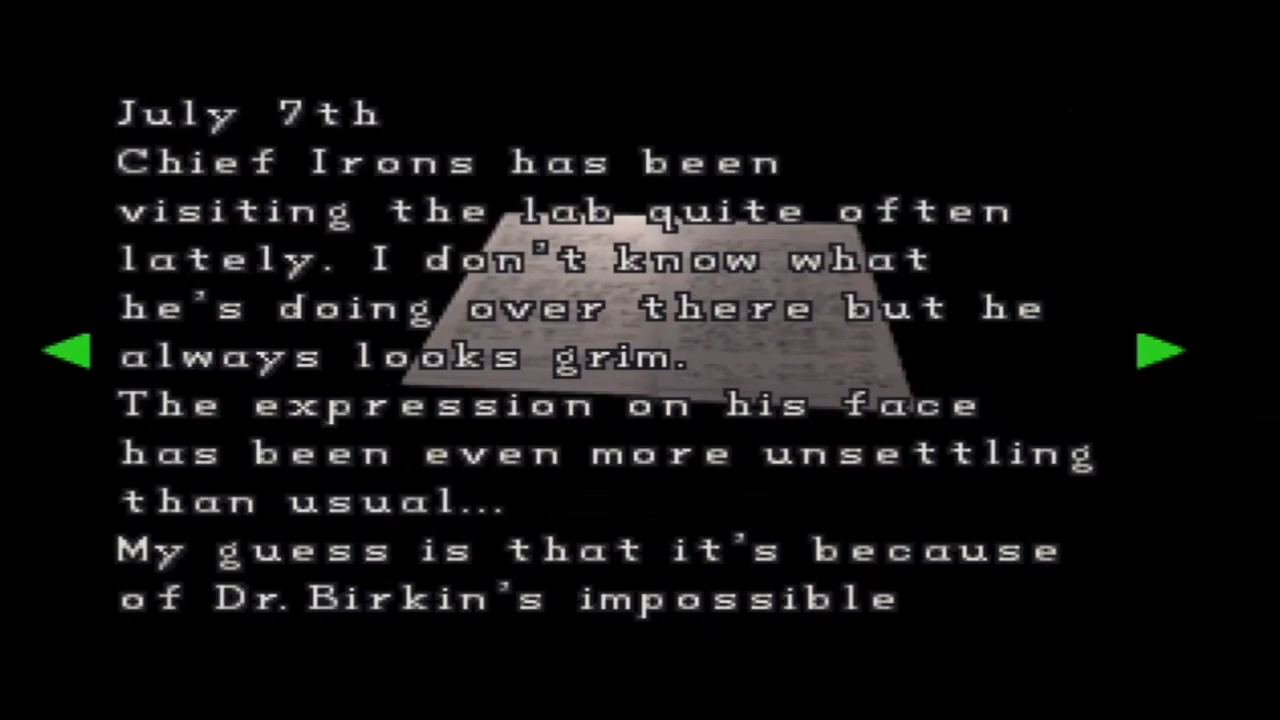 July 7th
Chief Irons has been
visiting the lab quite often
lately. I don't know what
he's doing over there but he
always looks grim.
The expression on his face
has been even more unsettling
than usual...
My guess is that it's because
of Dr. Birkin's impossible